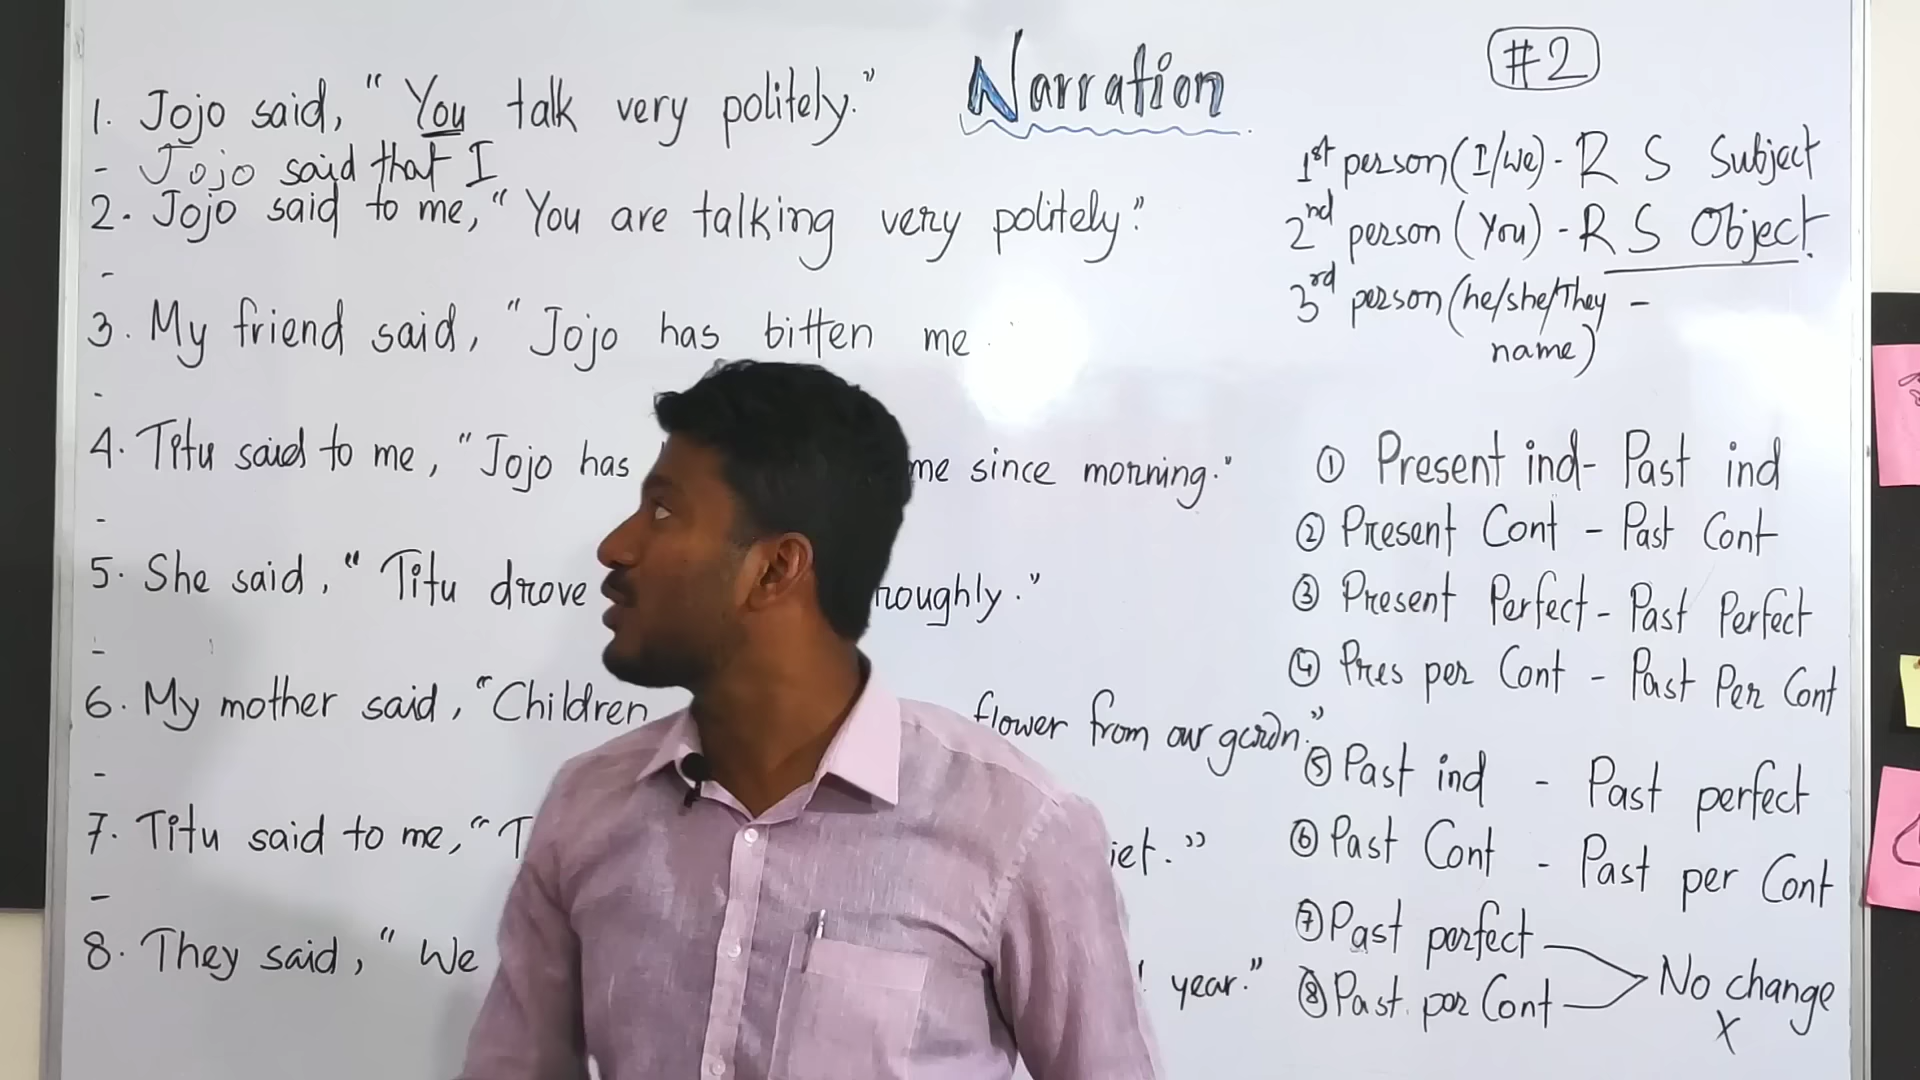 Narration
#2
1. Jojo said, "You talk very politely."
- Jojo said that I
2. Jojo said to me, "You are talking very politely."
-
3. My friend said, "Jojo has bitten me.
-
4. Titu said to me, "Jojo has me since morning."
-
5. She said, "Titu drove roughly."
-
6. My mother said, "Children flower from our gardn."
-
7. Titu said to me, "
-
8. They said, "We year."
1st person (I/We) - R S Subject
2nd person (You) - R S Object.
3rd person (he/she/They -
name)
① Present ind - Past ind
② Present Cont - Past Cont
③ Present Perfect - Past Perfect
④ Pres per Cont - Past Per Cont
⑤ Past ind - Past perfect
⑥ Past Cont - Past per Cont
⑦ Past perfect
⑧ Past. per Cont
No change
X